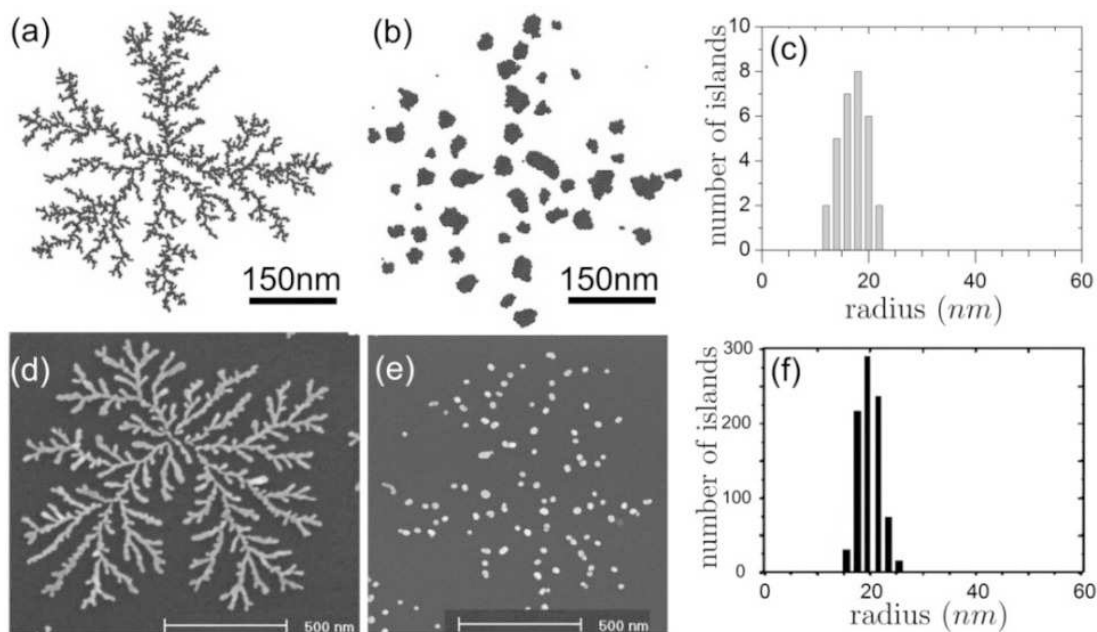 (a)
150nm
(b)
150nm
(c)
number of islands
10
8
6
4
2
0
0 20 40 60
radius (nm)
(d)
500 nm
(e)
500 nm
(f)
number of islands
300
200
100
0
0 20 40 60
radius (nm)